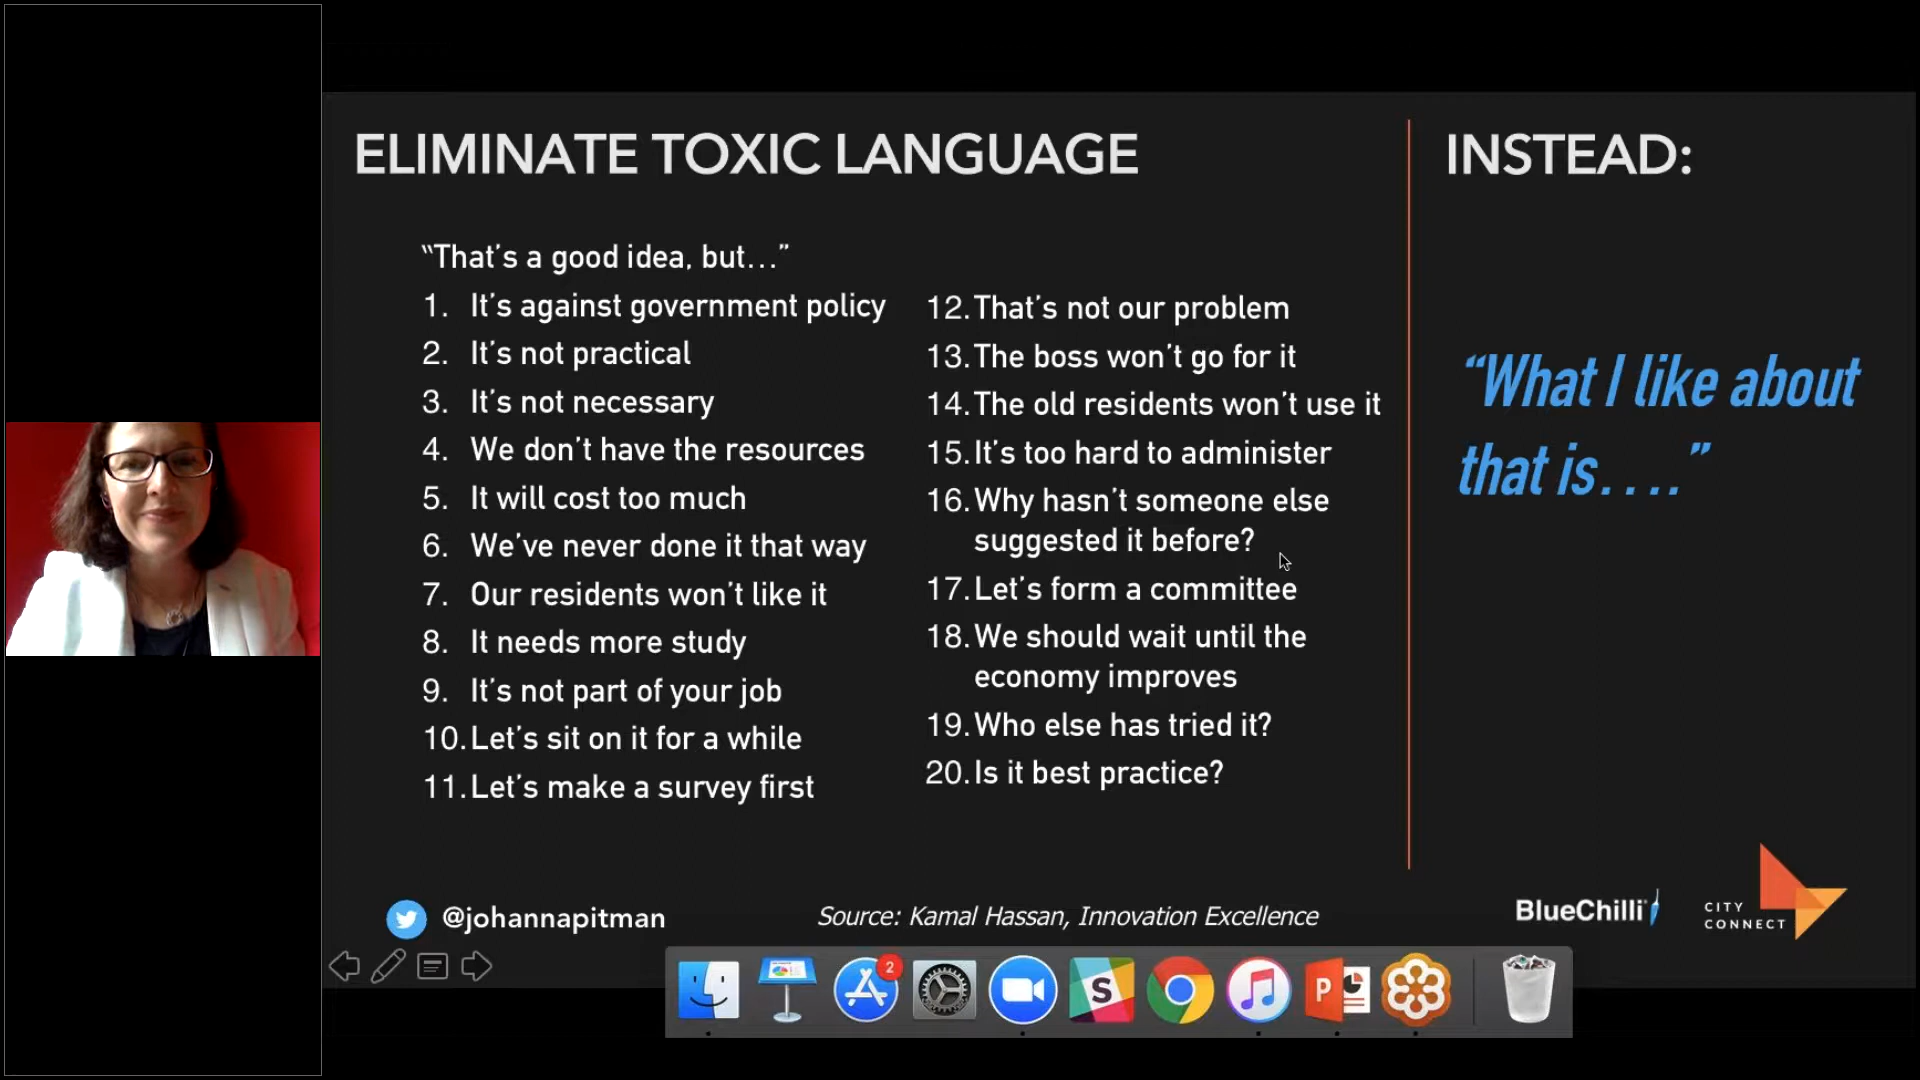 ELIMINATE TOXIC LANGUAGE
“That’s a good idea, but…”
1. It’s against government policy
2. It’s not practical
3. It’s not necessary
4. We don’t have the resources
5. It will cost too much
6. We’ve never done it that way
7. Our residents won’t like it
8. It needs more study
9. It’s not part of your job
10. Let’s sit on it for a while
11. Let’s make a survey first
12. That’s not our problem
13. The boss won’t go for it
14. The old residents won’t use it
15. It’s too hard to administer
16. Why hasn’t someone else
suggested it before?
17. Let’s form a committee
18. We should wait until the
economy improves
19. Who else has tried it?
20. Is it best practice?
INSTEAD:
“What I like about
that is....”
@johannapitman
Source: Kamal Hassan, Innovation Excellence
BlueChilli
CITY
CONNECT
2
S
P